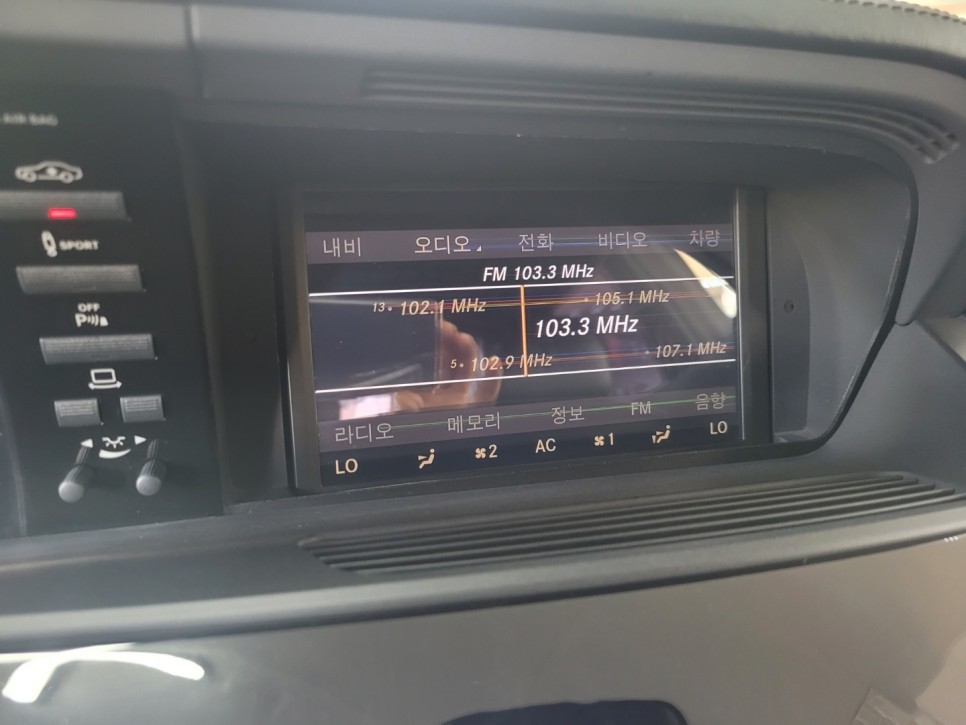 AIR BAG
SPORT
OFF
P
내비 오디오 전화 비디오 차량
FM 103.3 MHz
13 102.1 MHz 105.1 MHz
103.3 MHz
5 102.9 MHz 107.1 MHz
라디오 메모리 정보 FM 음향
LO 2 AC 1 LO